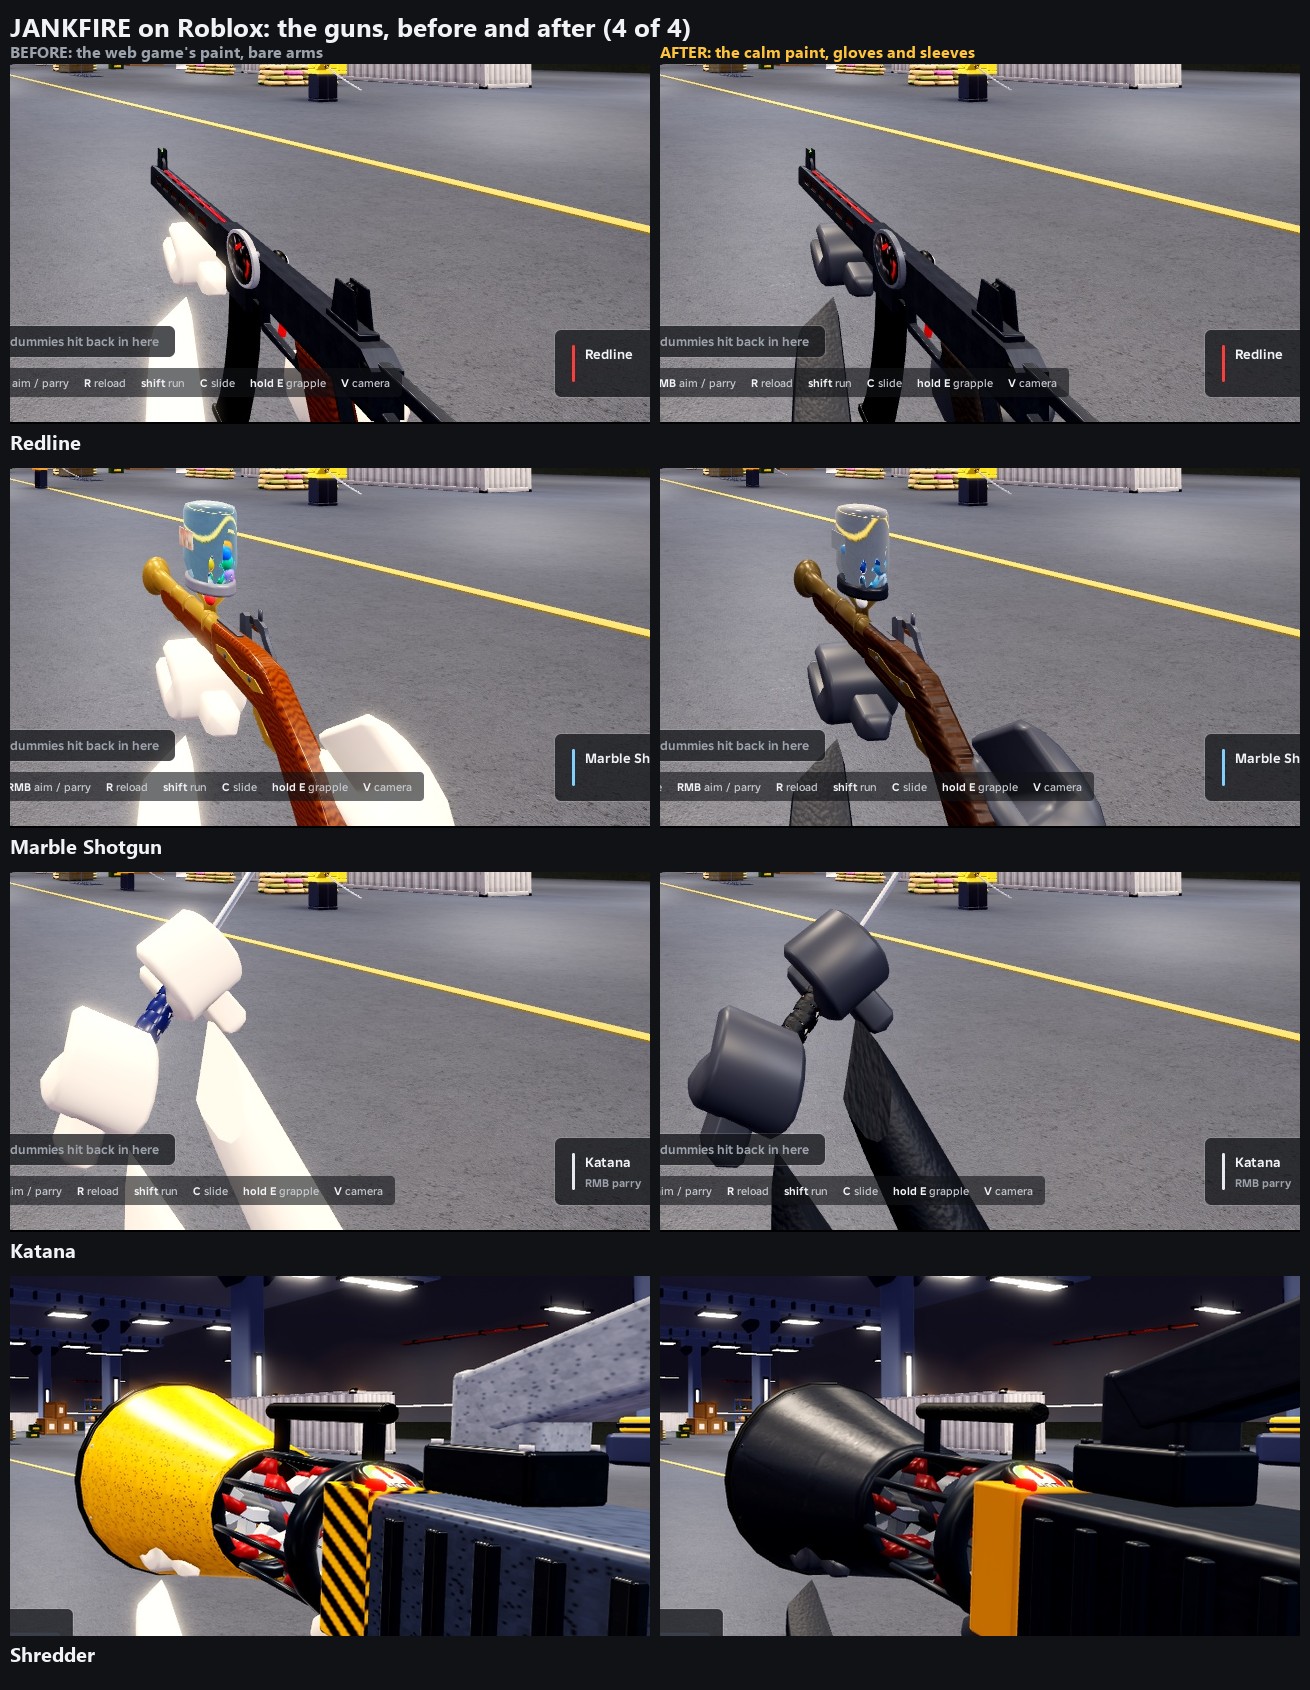 JANKFIRE on Roblox: the guns, before and after (4 of 4)
BEFORE: the web game's paint, bare arms
AFTER: the calm paint, gloves and sleeves
dummies hit back in here
aim / parry R reload shift run C slide hold E grapple V camera
Redline
dummies hit back in here
MB aim / parry R reload shift run C slide hold E grapple V camera
Redline
Redline
dummies hit back in here
RMB aim / parry R reload shift run C slide hold E grapple V camera
Marble Sh
dummies hit back in here
RMB aim / parry R reload shift run C slide hold E grapple V camera
Marble Sh
Marble Shotgun
dummies hit back in here
im / parry R reload shift run C slide hold E grapple V camera
Katana
RMB parry
dummies hit back in here
im / parry R reload shift run C slide hold E grapple V camera
Katana
RMB parry
Katana
Shredder